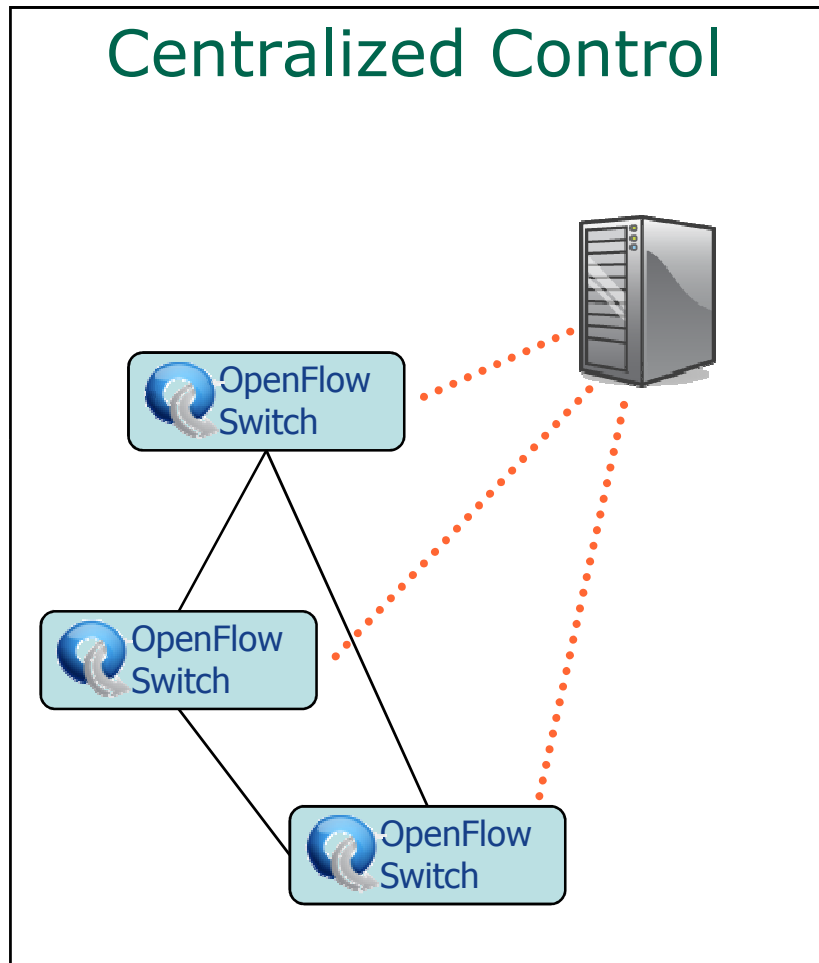 Centralized Control
OpenFlow
Switch
OpenFlow
Switch
OpenFlow
Switch